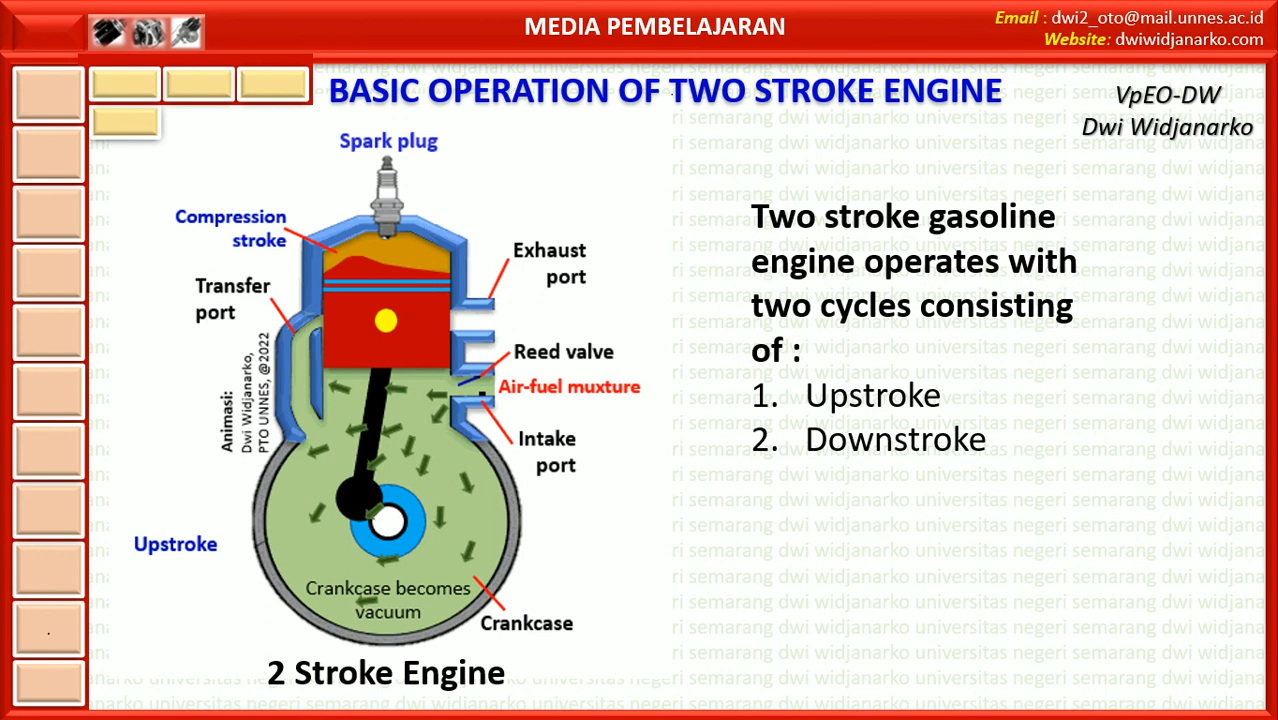 MEDIA PEMBELAJARAN
Email : dwi2_oto@mail.unnes.ac.id
Website: dwiwidjanarko.com
BASIC OPERATION OF TWO STROKE ENGINE
VpEO-DW
Dwi Widjanarko
Spark plug
Compression
stroke
Exhaust
port
Transfer
port
Reed valve
Air-fuel muxture
Intake
port
Animasi:
Dwi Widjanarko,
PTO UNNES, @2022
Upstroke
Crankcase becomes
vacuum
Crankcase
2 Stroke Engine
Two stroke gasoline
engine operates with
two cycles consisting
of :
1. Upstroke
2. Downstroke